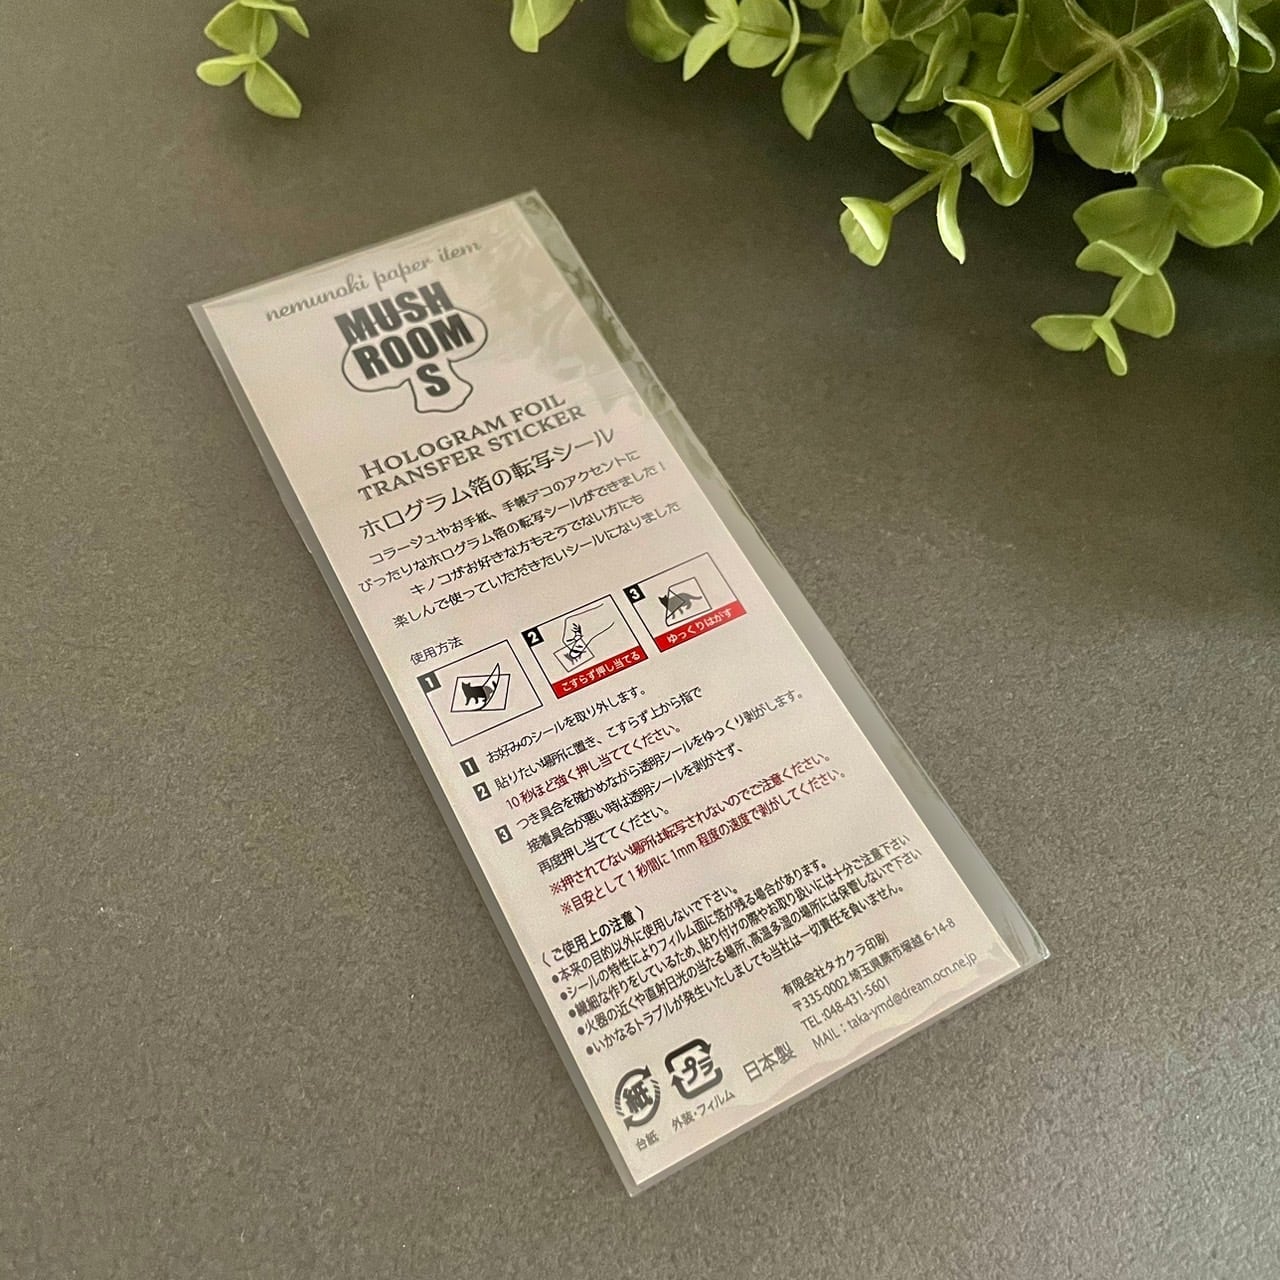 nemunoki paper item
MUSH
ROOM
S
HOLOGRAM FOIL
TRANSFER STICKER
ホログラム箔の転写シール
コラージュやお手紙、手帳デコのアクセントに
ぴったりなホログラム箔の転写シールができました！
キノコがお好きな方もそうでない方にも
楽しんで使っていただきたいシールになりました
使用方法
1
2
こすらず押し当てる
3
ゆっくりはがす
1 お好みのシールを取り外します。
2 貼りたい場所に置き、こすらず上から指で
10秒ほど強く押し当ててください。
3 つき具合を確かめながら透明シールをゆっくり剥がします。
接着具合が悪い時は透明シールを剥がさず、
再度押し当ててください。
※押されてない場所は転写されないのでご注意ください。
※目安として1秒間に1mm程度の速度で剥がしてください。
〈ご使用上の注意〉
●本来の目的以外に使用しないで下さい。
●シールの特性によりフィルム面に箔が残る場合があります。
●繊細な作りをしているため、貼り付けの際やお取り扱いには十分ご注意下さい
●火器の近くや直射日光の当たる場所、高温多湿の場所には保管しないで下さい
●いかなるトラブルが発生いたしましても当社は一切責任を負いません。
有限会社タカクラ印刷
〒335-0002 埼玉県蕨市塚越 6-14-8
TEL:048-431-5601
MAIL：taka-ymd@dream.ocn.ne.jp
紙
台紙
プラ
外装・フィルム
日本製